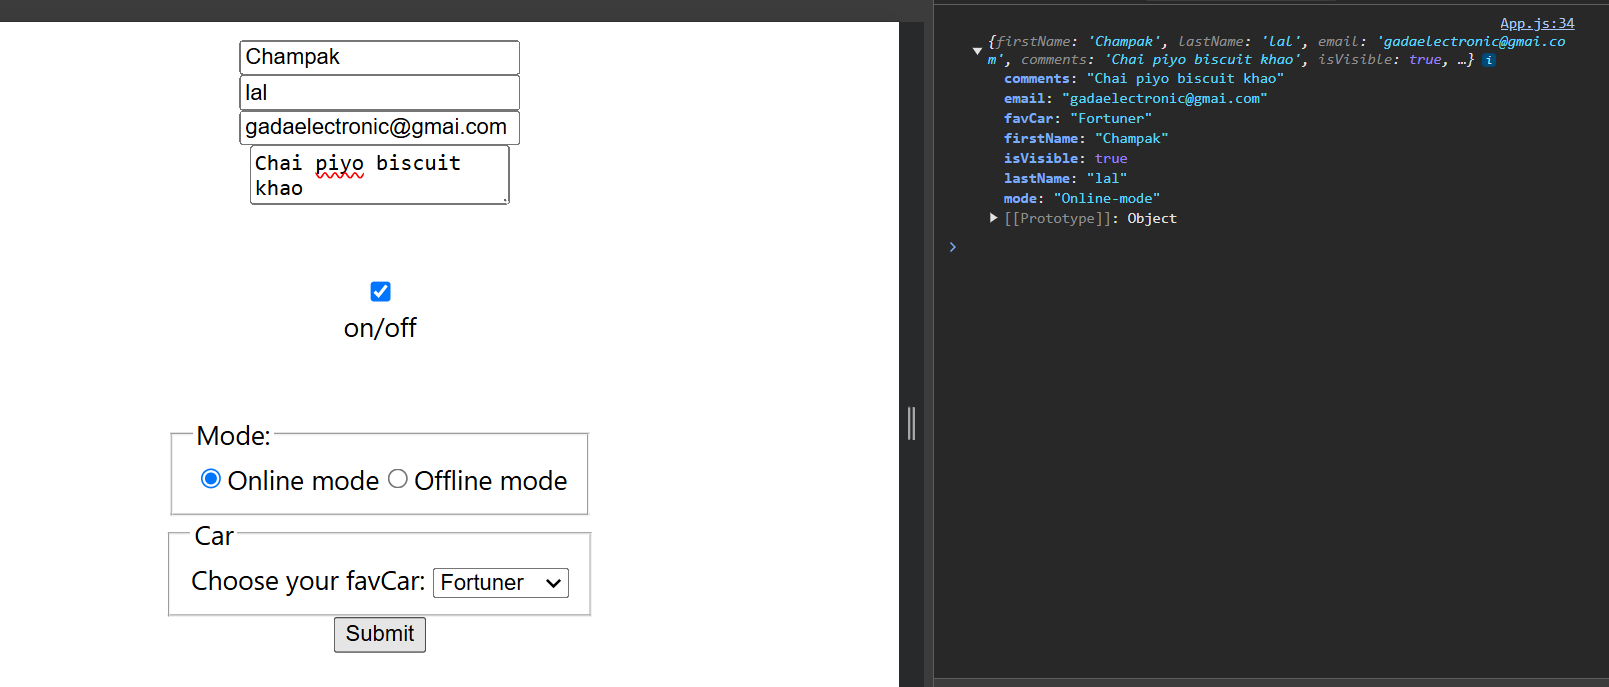 Champak
lal
gadaelectronic@gmai.com
Chai piyo biscuit
khao
on/off
Mode:
Online mode Offline mode
Car
Choose your favCar: Fortuner
Submit
App.js:34
{firstName: 'Champak', lastName: 'lal', email: 'gadaelectronic@gmai.co
m', comments: 'Chai piyo biscuit khao', isVisible: true, …} i
comments: "Chai piyo biscuit khao"
email: "gadaelectronic@gmai.com"
favCar: "Fortuner"
firstName: "Champak"
isVisible: true
lastName: "lal"
mode: "Online-mode"
[[Prototype]]: Object